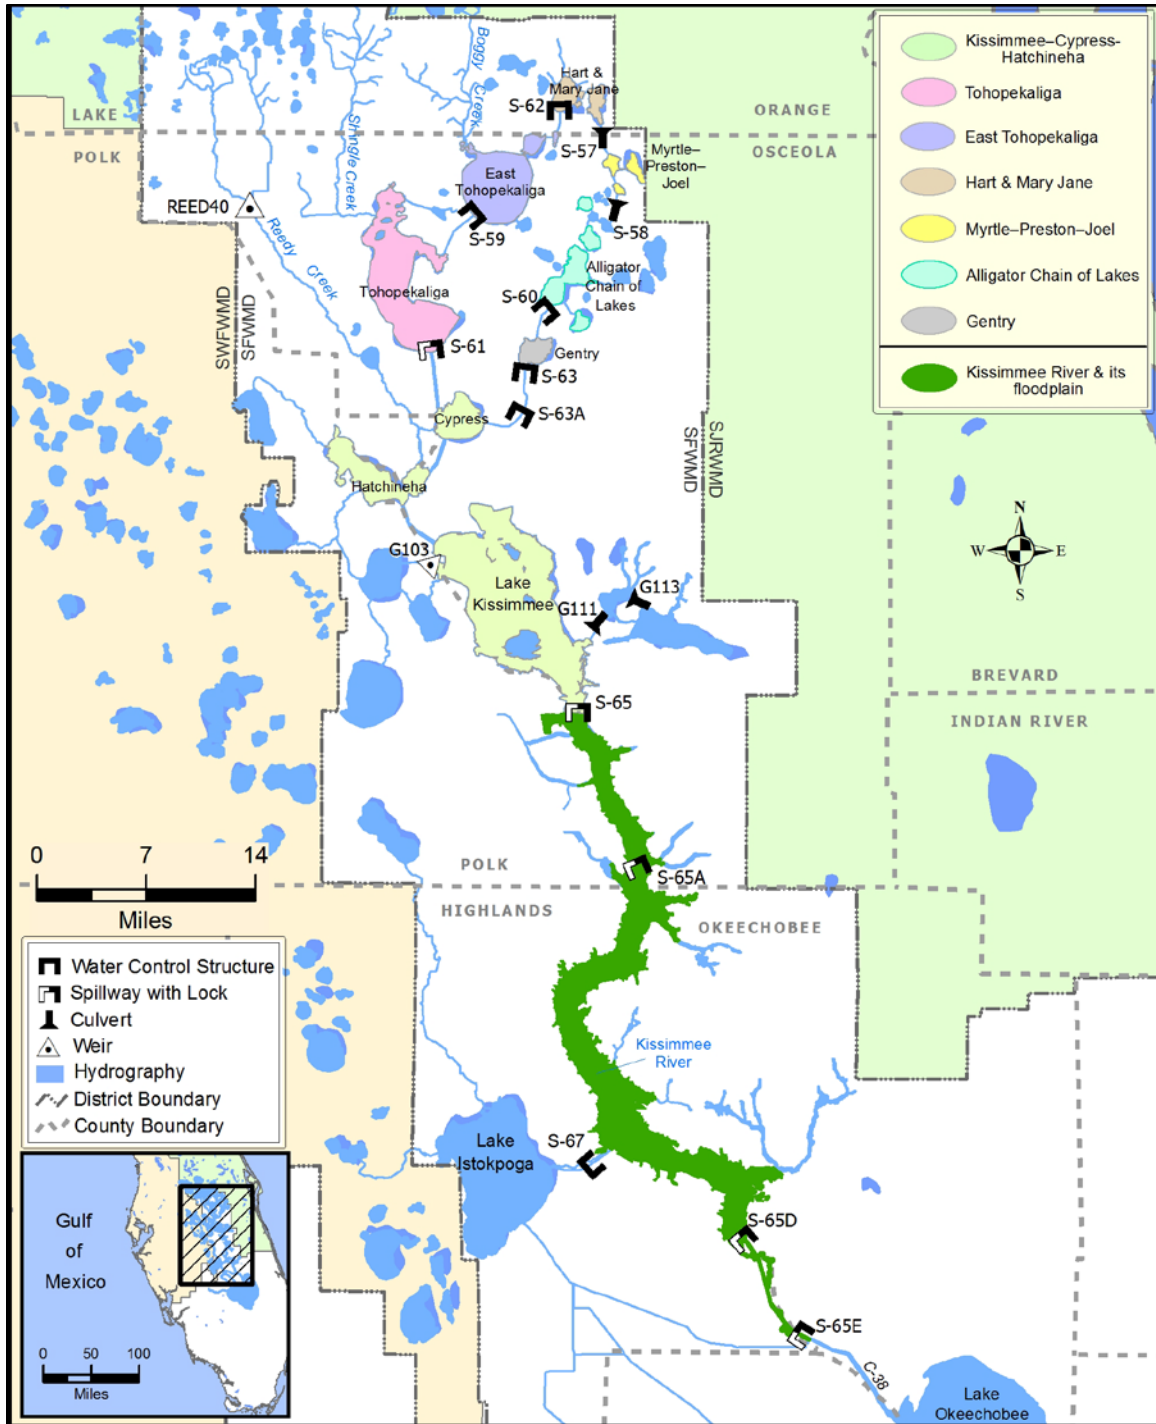 Kissimmee–Cypress-
Hatchineha
Tohopekaliga
East Tohopekaliga
Hart & Mary Jane
Myrtle–Preston–Joel
Alligator Chain of Lakes
Gentry
Kissimmee River & its
floodplain
LAKE
POLK
ORANGE
OSCEOLA
Shingle Creek
Boggy
Creek
Hart &
Mary Jane
S-62
S-57
Myrtle–
Preston–
Joel
East
Tohopekaliga
REED40
S-59
S-58
Reedy
Creek
Alligator
Chain of
Lakes
Tohopekaliga
S-60
SWFWMD
SFWMD
S-61
Gentry
S-63
Cypress
S-63A
SFWMD
SJRWMD
Hatchineha
N
W
E
S
G103
Lake
Kissimmee
G113
G111
S-65
BREVARD
INDIAN RIVER
0
7
14
Miles
POLK
S-65A
HIGHLANDS
OKEECHOBEE
Water Control Structure
Spillway with Lock
Culvert
Weir
Hydrography
District Boundary
County Boundary
Kissimmee
River
Lake
Istokpoga
S-67
S-65D
S-65E
C-38
Lake
Okeechobee
Gulf
of
Mexico
0
50
100
Miles